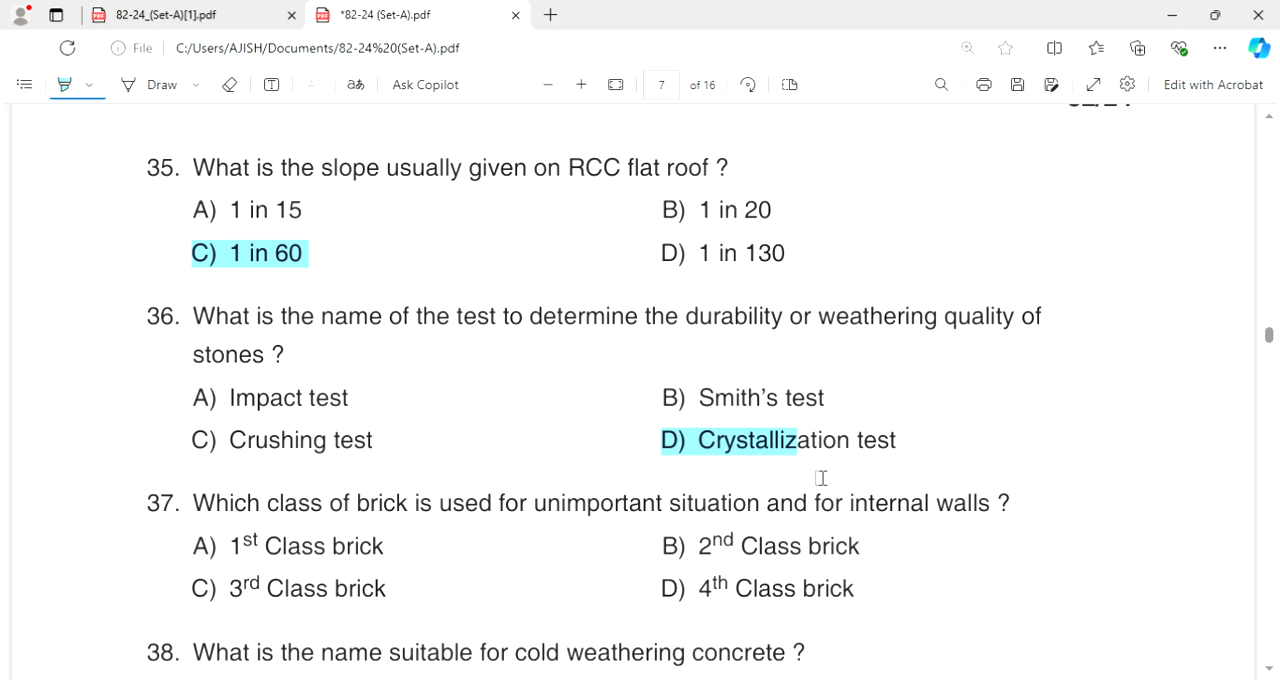 82-24_(Set-A)[1].pdf
*82-24 (Set-A).pdf
File C:/Users/AJISH/Documents/82-24%20(Set-A).pdf
Draw aあ Ask Copilot 7 of 16 Edit with Acrobat
35. What is the slope usually given on RCC flat roof ?
A) 1 in 15 B) 1 in 20
C) 1 in 60 D) 1 in 130
36. What is the name of the test to determine the durability or weathering quality of
stones ?
A) Impact test B) Smith's test
C) Crushing test D) Crystallization test
37. Which class of brick is used for unimportant situation and for internal walls ?
A) 1st Class brick B) 2nd Class brick
C) 3rd Class brick D) 4th Class brick
38. What is the name suitable for cold weathering concrete ?